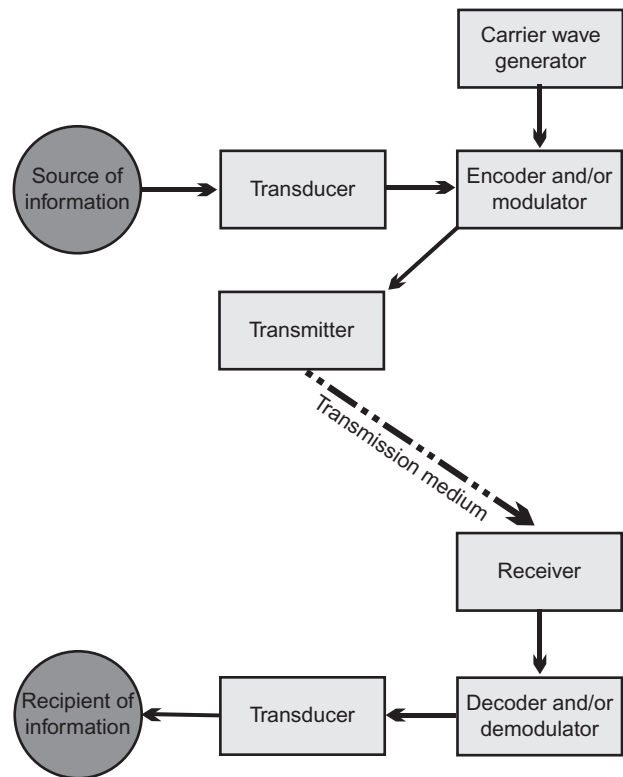 Carrier wave
generator
Source of
information
Transducer
Encoder and/or
modulator
Transmitter
Transmission medium
Receiver
Recipient of
information
Transducer
Decoder and/or
demodulator